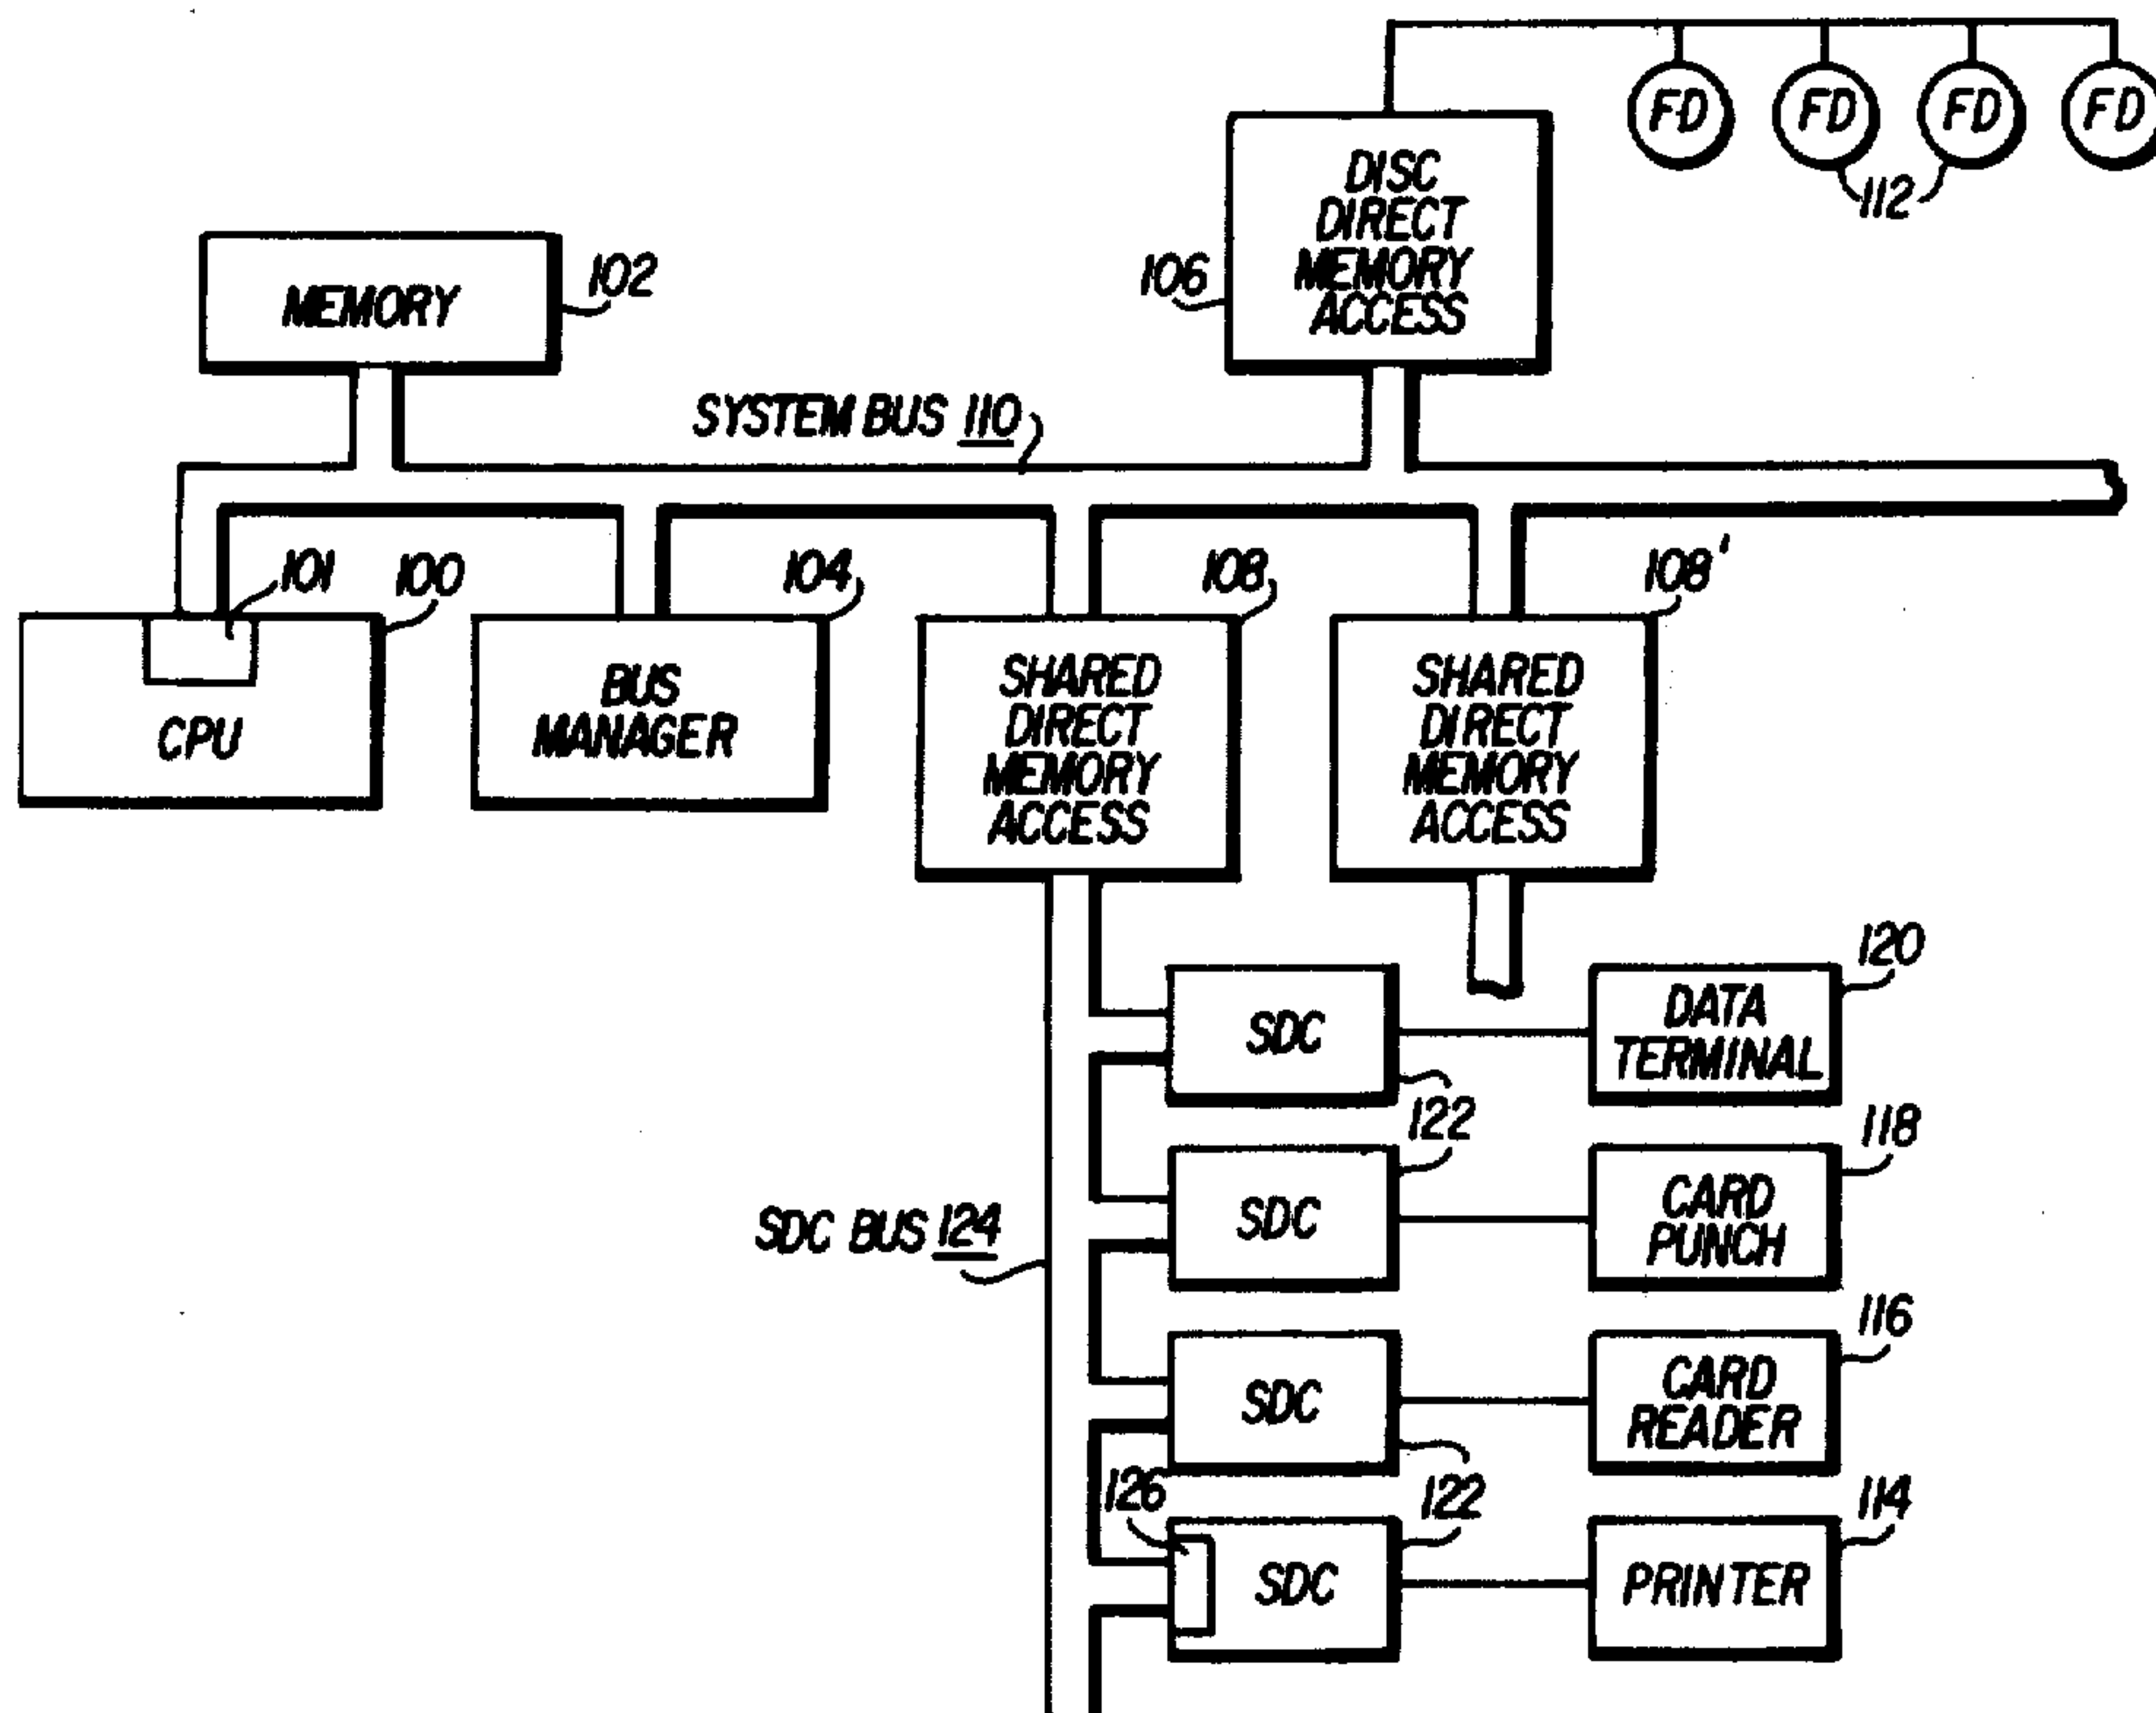 FD FD FD FD
112
DISC
DIRECT
MEMORY
ACCESS
106
MEMORY
102
SYSTEM BUS 110
101
100
104
108
108'
CPU
BUS
MANAGER
SHARED
DIRECT
MEMORY
ACCESS
SHARED
DIRECT
MEMORY
ACCESS
120
SDC
DATA
TERMINAL
122
118
SDC
CARD
PUNCH
SDC BUS 124
116
SDC
CARD
READER
126
122
114
SDC
PRINTER